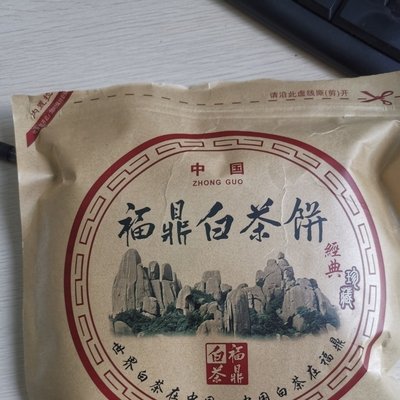 请沿此虚线撕(剪)开
中国
ZHONG GUO
福鼎白茶饼
經典
珍藏
福鼎
白茶
世界白茶在中国 中国白茶在福鼎